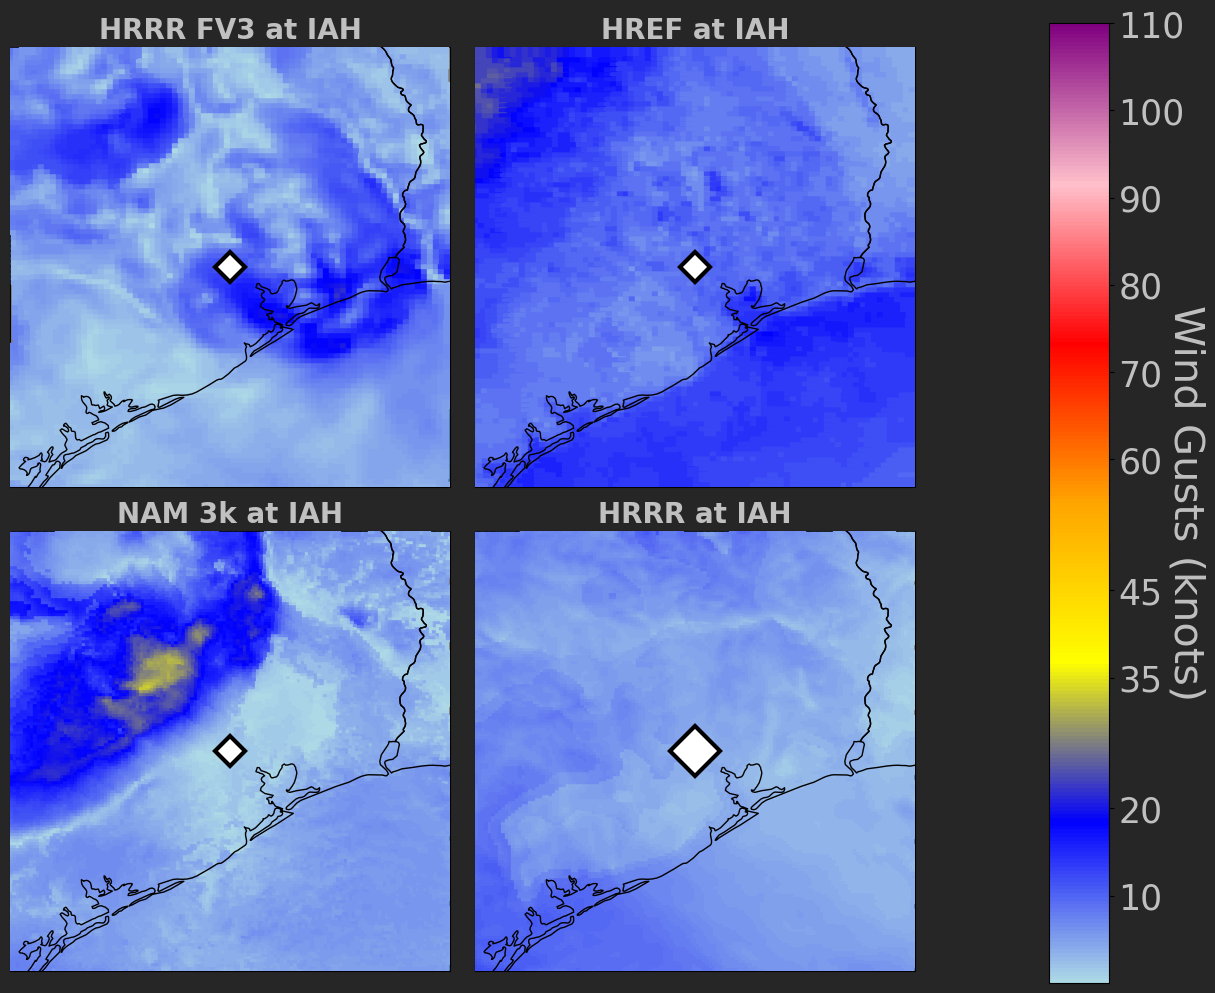 HRRR FV3 at IAH
HREF at IAH
NAM 3k at IAH
HRRR at IAH
110
100
90
80
70
60
45
35
20
10
Wind Gusts (knots)